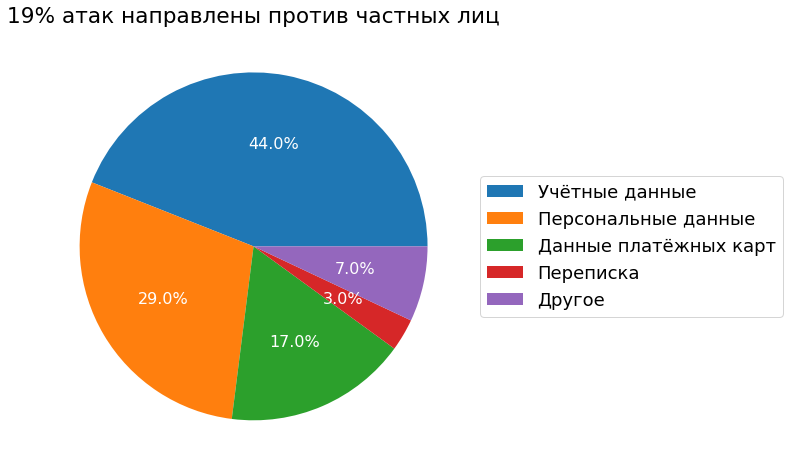 19% атак направлены против частных лиц
44.0%
29.0%
17.0%
3.0%
7.0%
Учётные данные
Персональные данные
Данные платёжных карт
Переписка
Другое